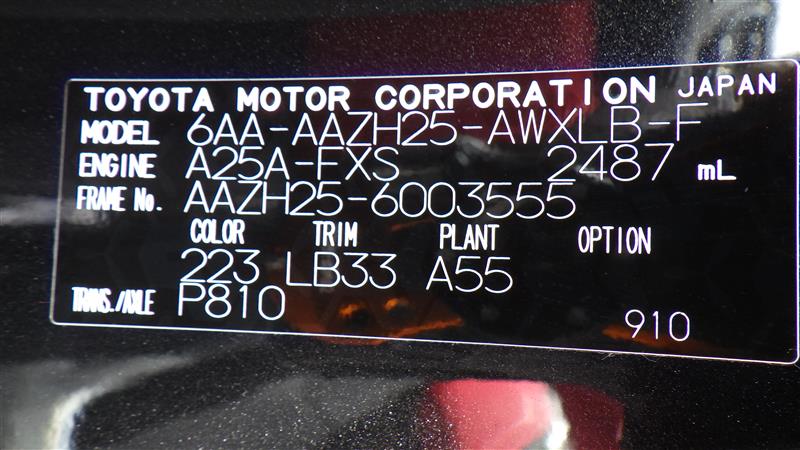 TOYOTA MOTOR CORPORATION JAPAN
MODEL 6AA-AAZH25-AWXLB-F
ENGINE A25A-FXS 2487 mL
FRAME No. AAZH25-6003555
COLOR TRIM PLANT OPTION
223 LB33 A55
TRANS./AXLE P810 910